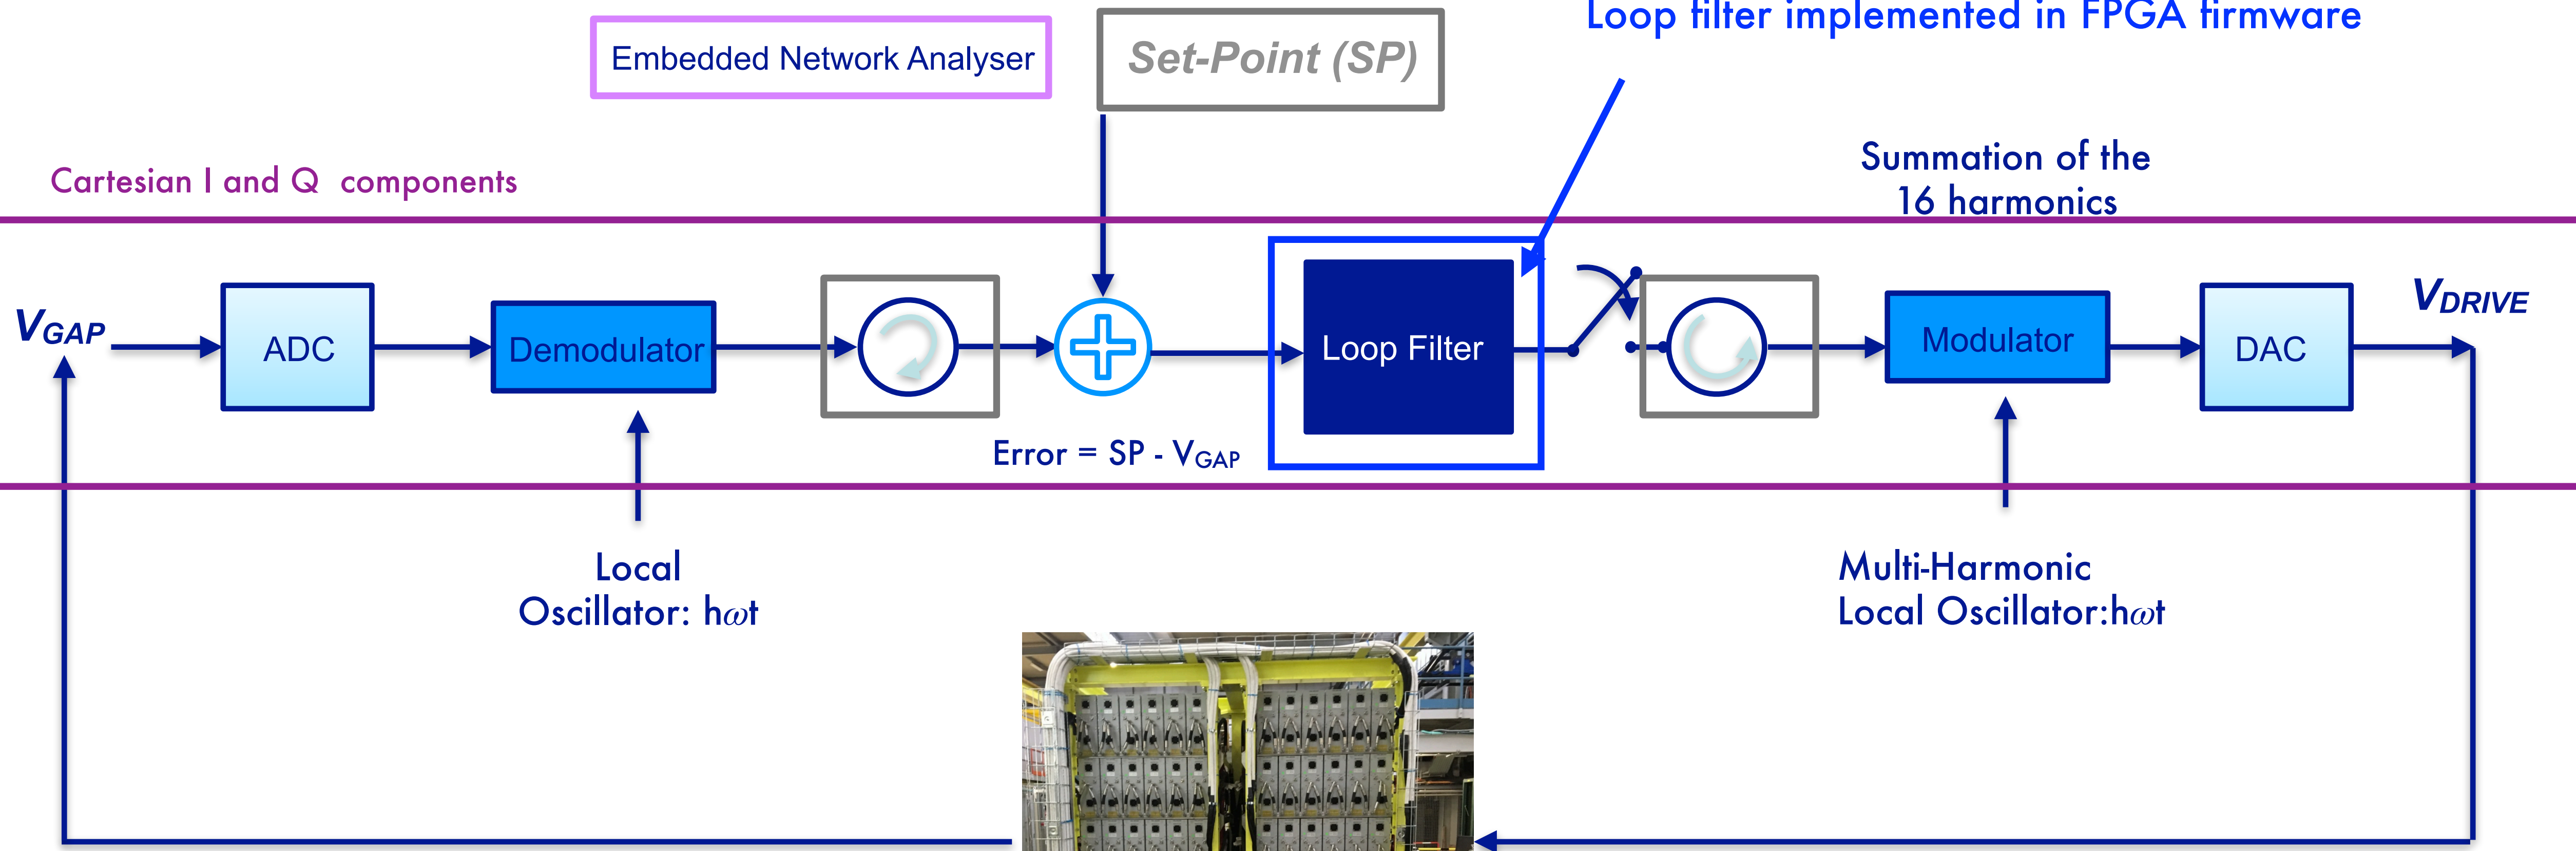 Loop filter implemented in FPGA firmware
Embedded Network Analyser
Set-Point (SP)
Summation of the
16 harmonics
Cartesian I and Q components
VGAP
ADC
Demodulator
Loop Filter
Modulator
DAC
VDRIVE
Error = SP - VGAP
Local
Oscillator: hωt
Multi-Harmonic
Local Oscillator:hωt